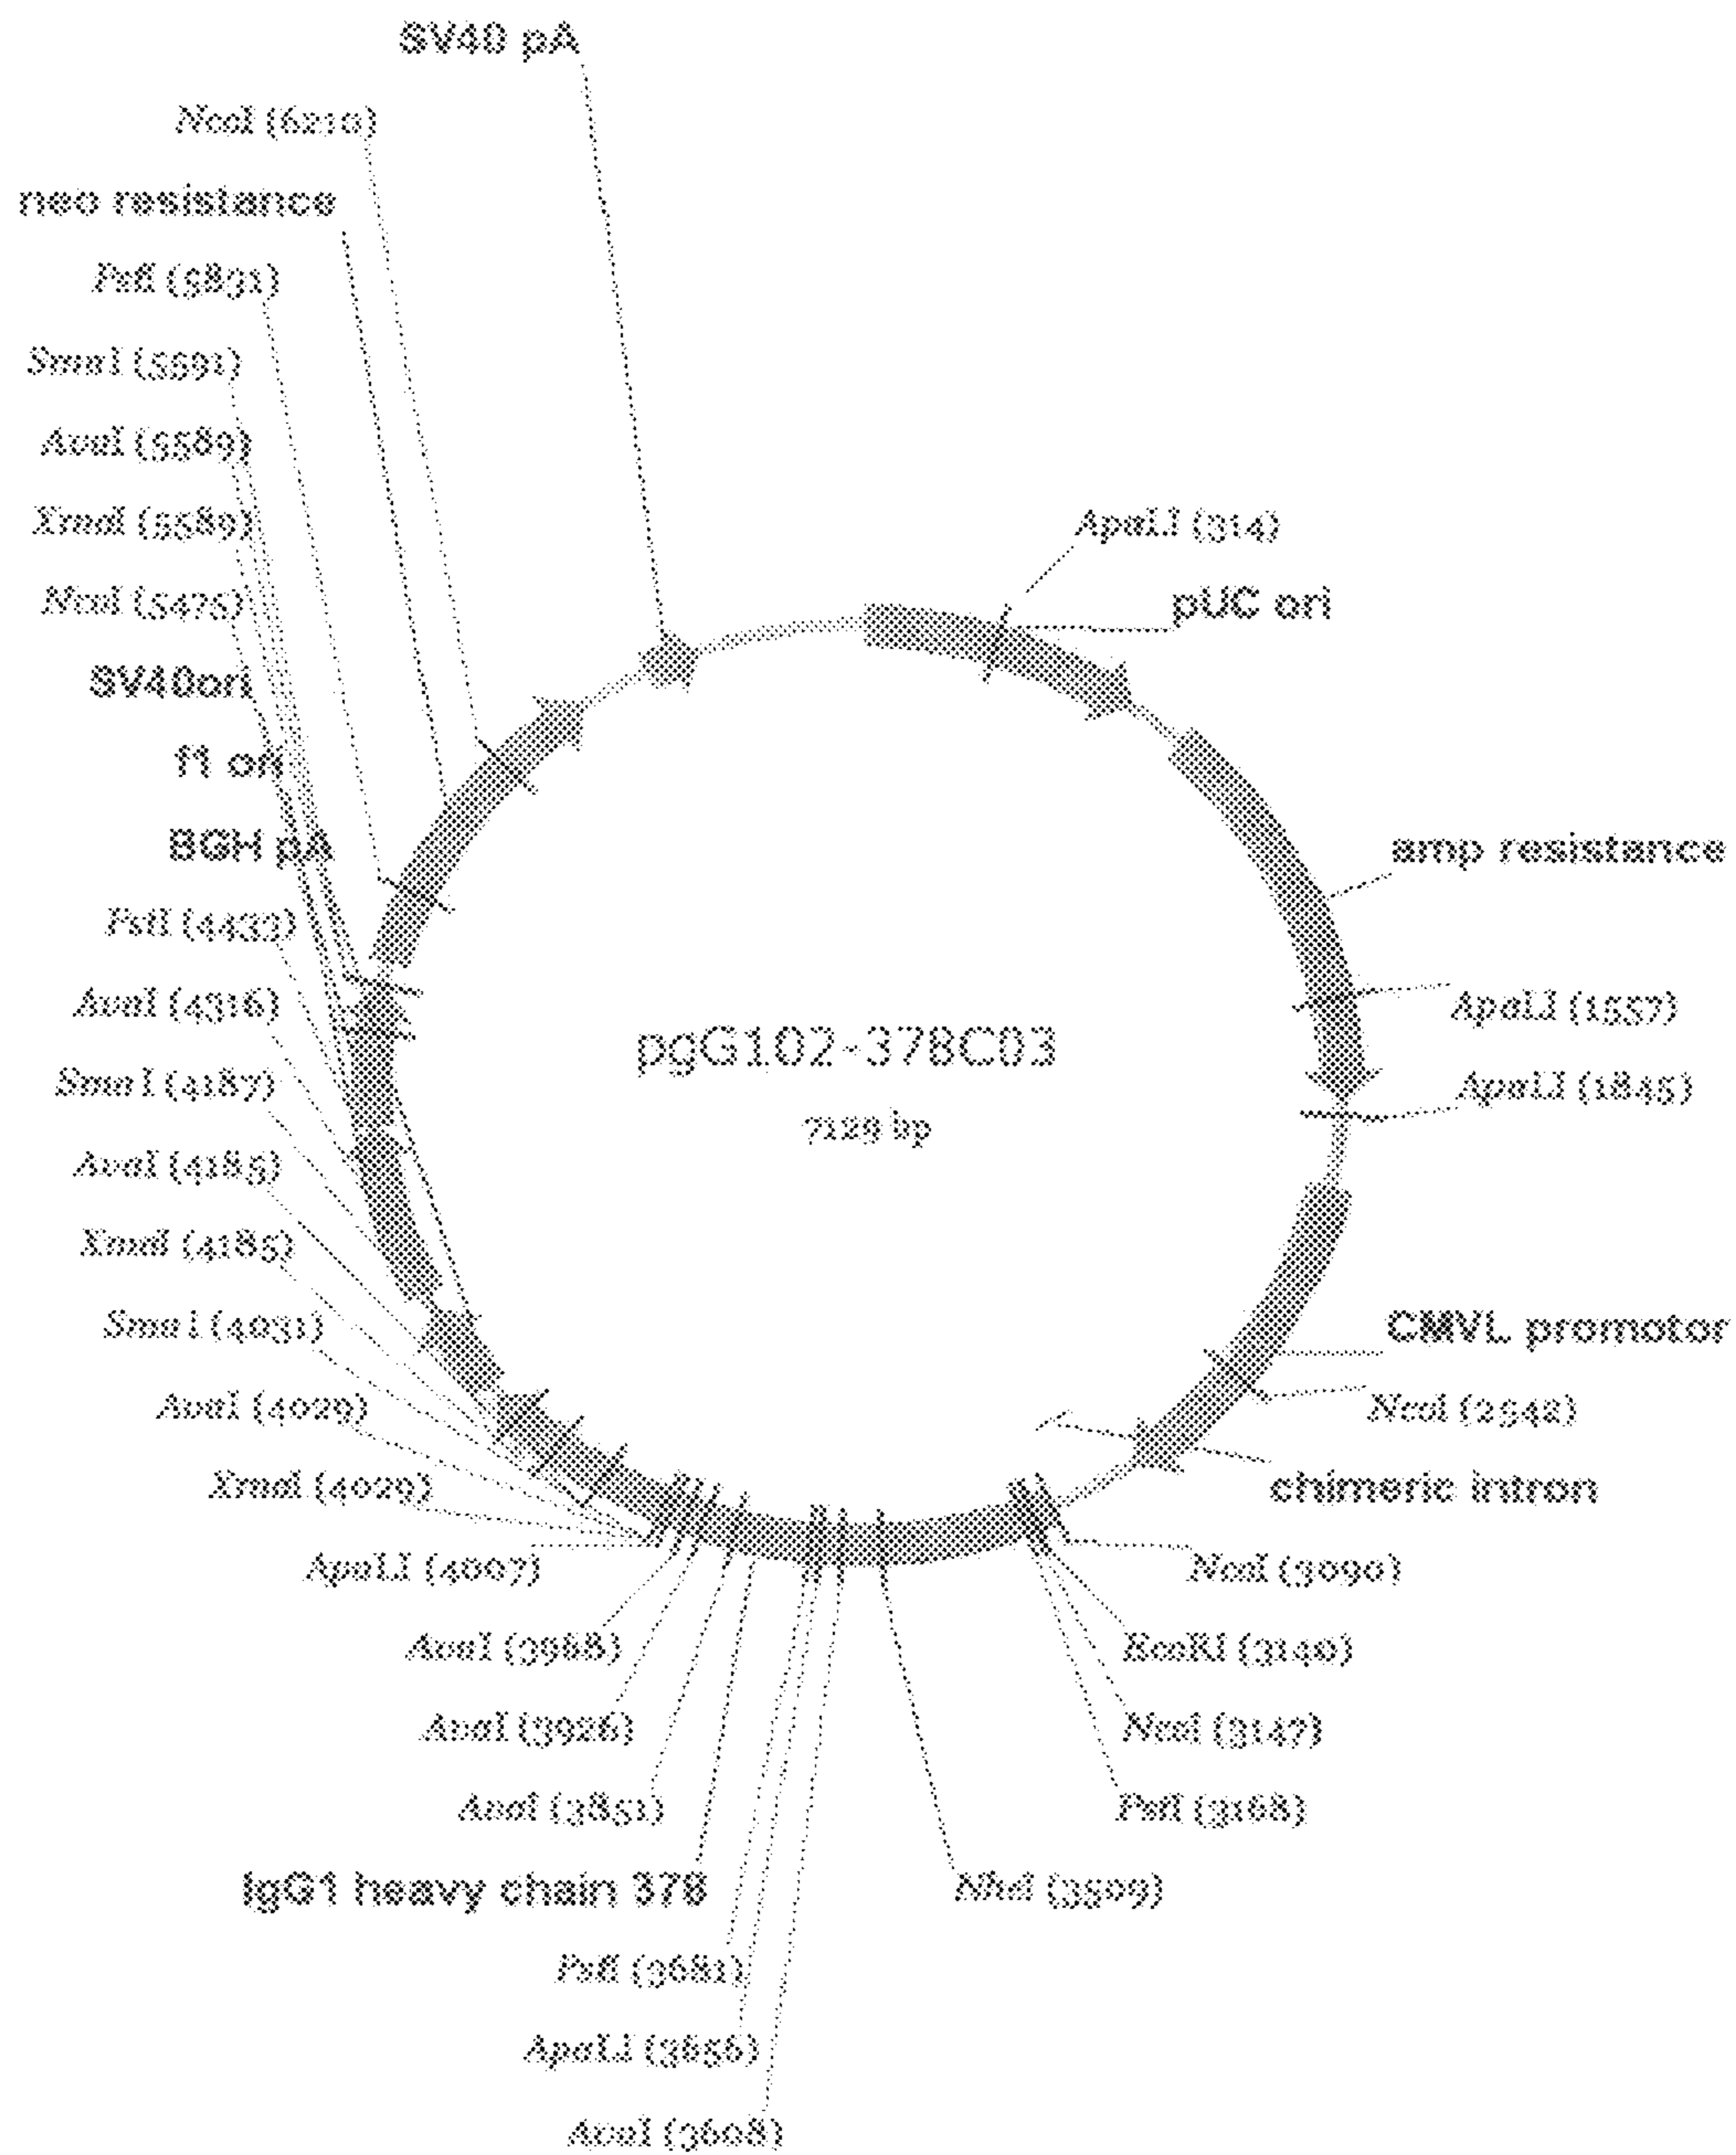 SV40 pA
NcoI (6210)
neo resistance
PstI (5831)
SmaI (5591)
AvaI (5589)
XmaI (5589)
NcoI (5475)
SV40ori
f1 ori
BGH pA
PstI (4433)
AvaI (4316)
SmaI (4187)
AvaI (4185)
XmaI (4185)
SmaI (4031)
AvaI (4029)
XmaI (4029)
ApaLI (4007)
AvaI (3968)
AvaI (3926)
AvaI (3851)
IgG1 heavy chain 378
PstI (3681)
ApaLI (3656)
AvaI (3608)
NheI (3509)
PstI (3168)
NcoI (3147)
EcoRI (3140)
NcoI (3090)
chimeric intron
NcoI (2542)
CMVL promotor
ApaLI (1845)
ApaLI (1557)
amp resistance
pUC ori
ApaLI (314)
pgG102-378C03
7129 bp